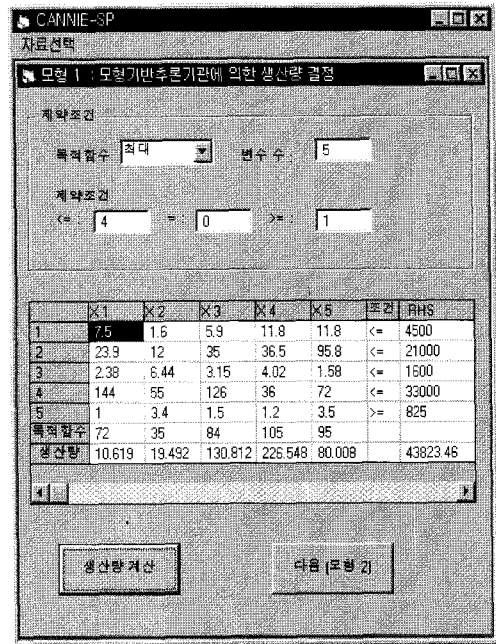 CANNIE-SP
자료선택
모형 1 : 모형기반추론기관에 의한 생산량 결정
제약조건
목적함수 최대 변수 수 : 5
제약조건
<= : 4 = : 0 >= : 1
X1 X2 X3 X4 X5 조건 RHS
1 7.5 1.6 5.9 11.8 11.8 <= 4500
2 23.9 12 35 36.5 95.8 <= 21000
3 2.38 6.44 3.15 4.02 1.58 <= 1600
4 144 55 126 36 72 <= 33000
5 1 3.4 1.5 1.2 3.5 >= 825
목적함수 72 35 84 105 95
생산량 10.619 19.492 130.812 226.548 80.008 43823.46
생산량 계산 다음 [모형 2]